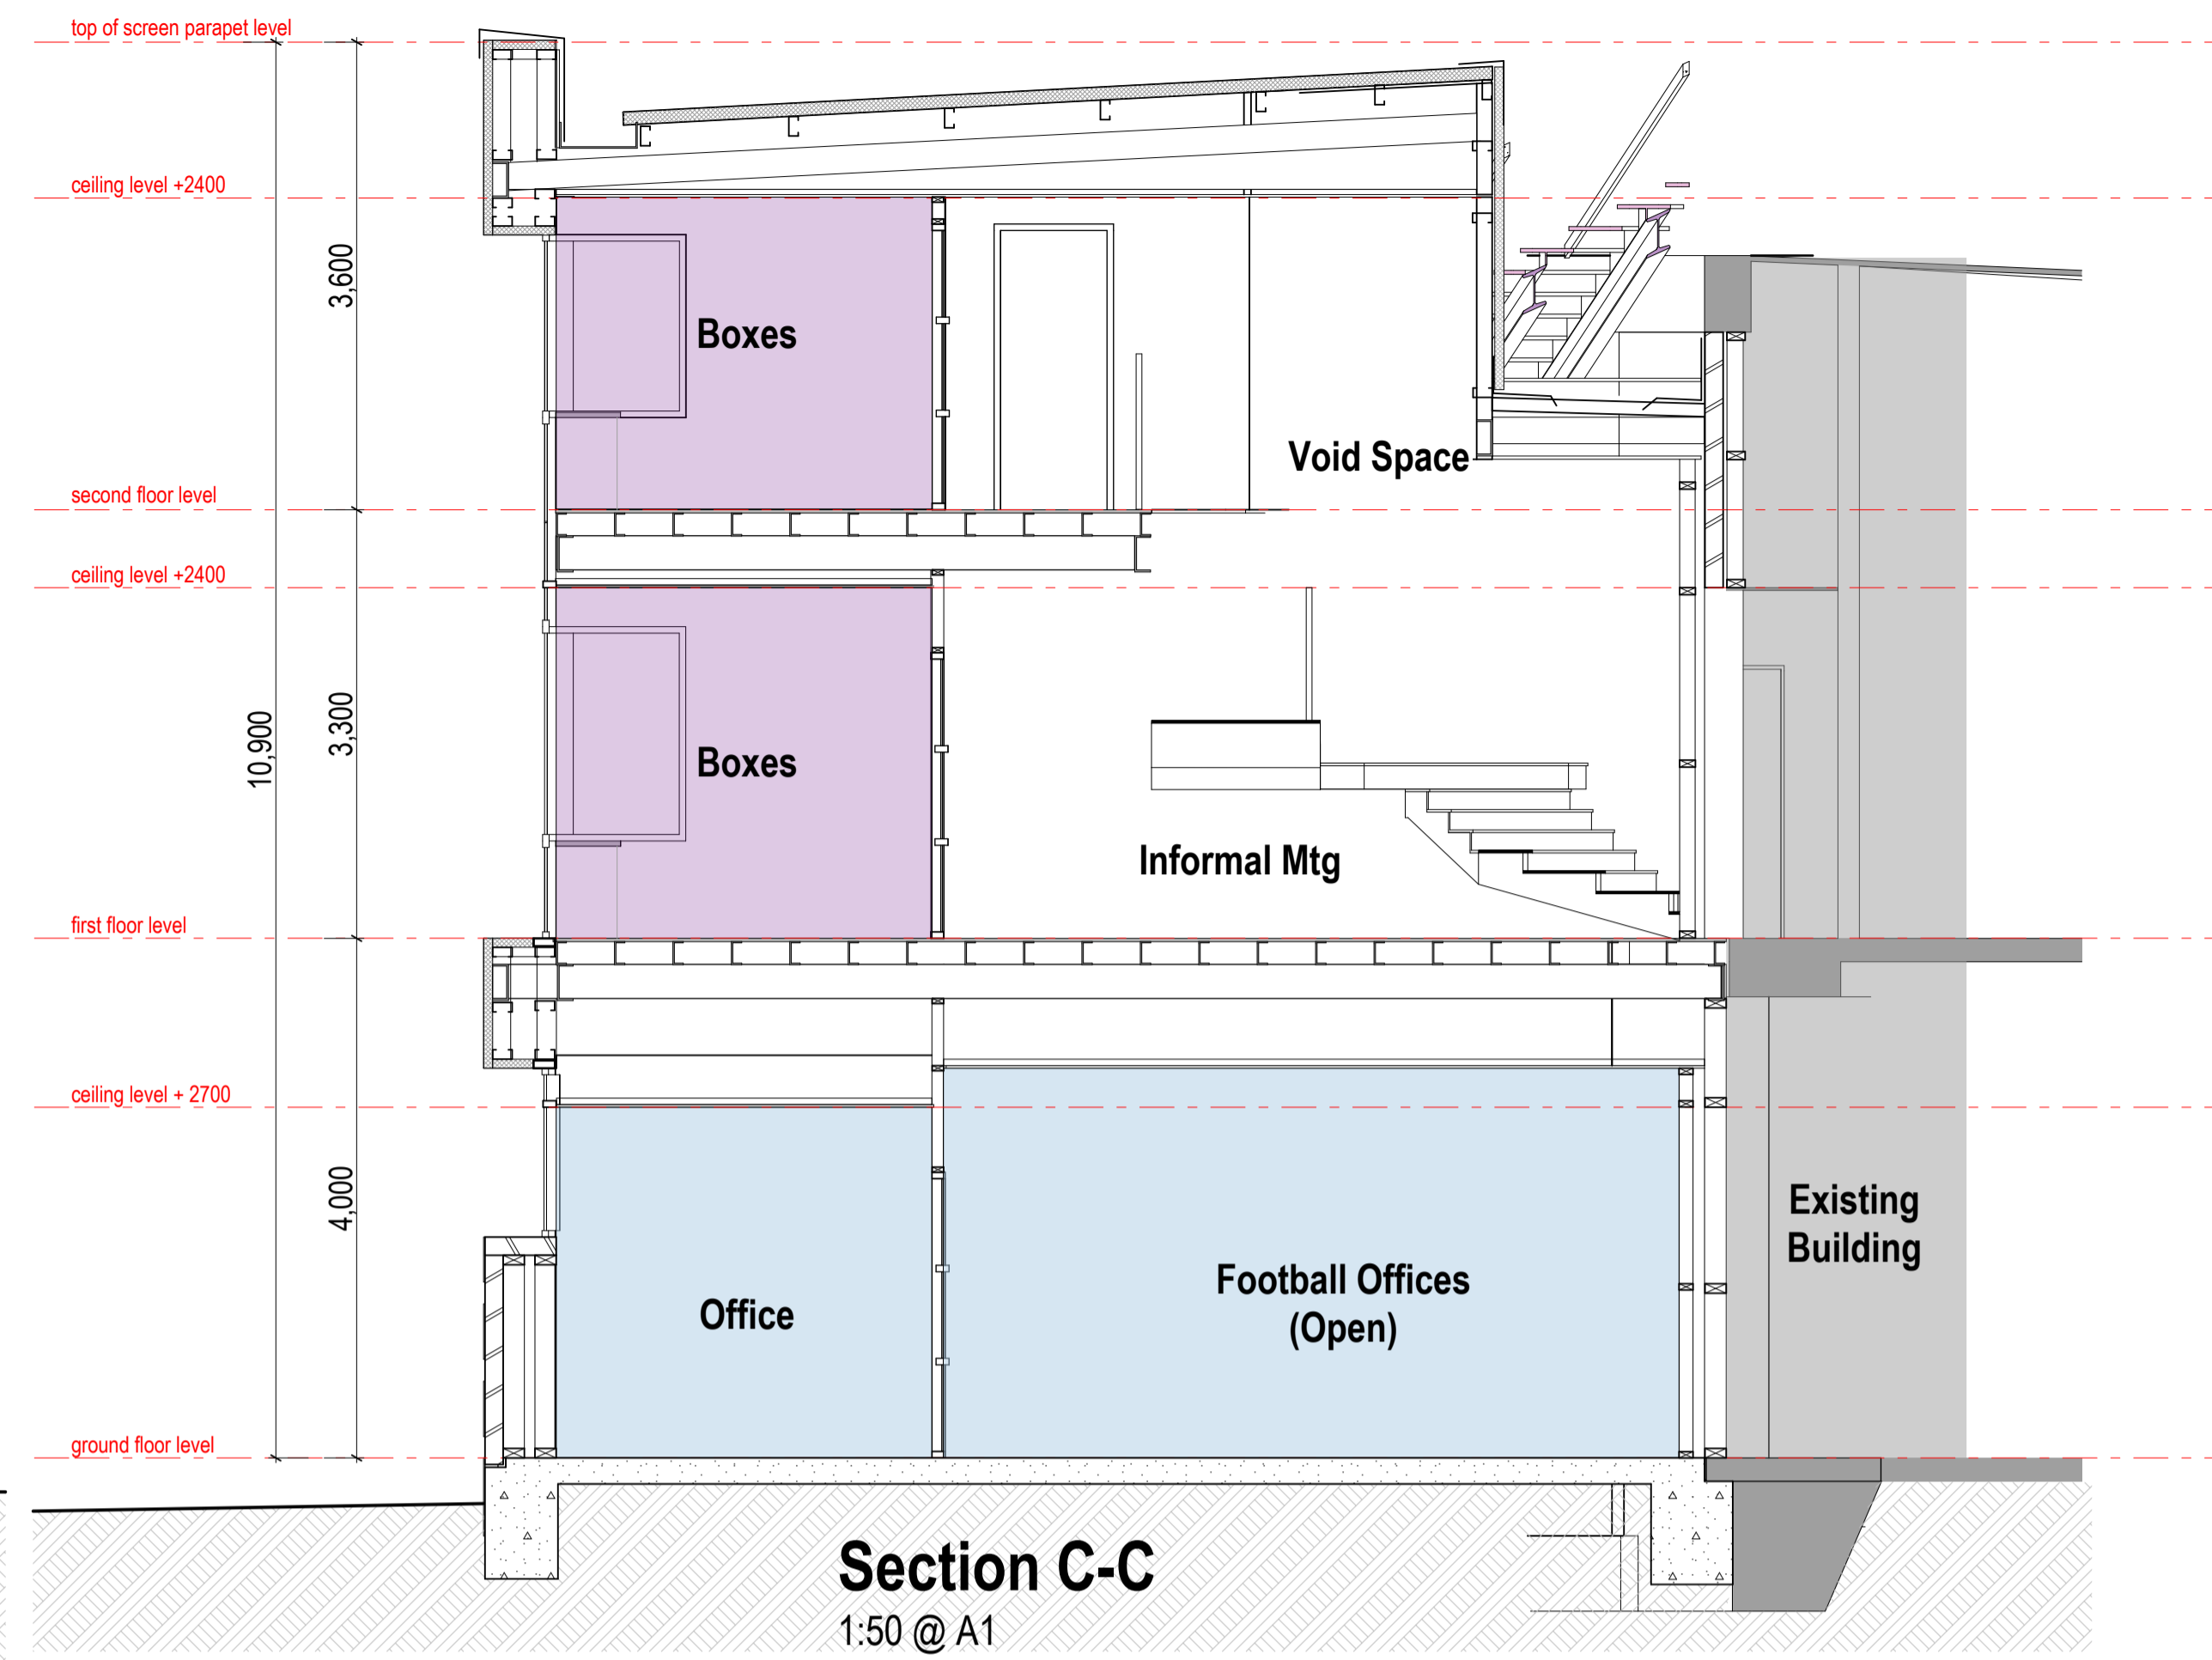 top of screen parapet level
ceiling level +2400
3,600
Boxes
Void Space
second floor level
ceiling level +2400
10,900
3,300
Boxes
Informal Mtg
first floor level
ceiling level + 2700
4,000
Existing
Building
Football Offices
(Open)
Office
ground floor level
Section C-C
1:50 @ A1